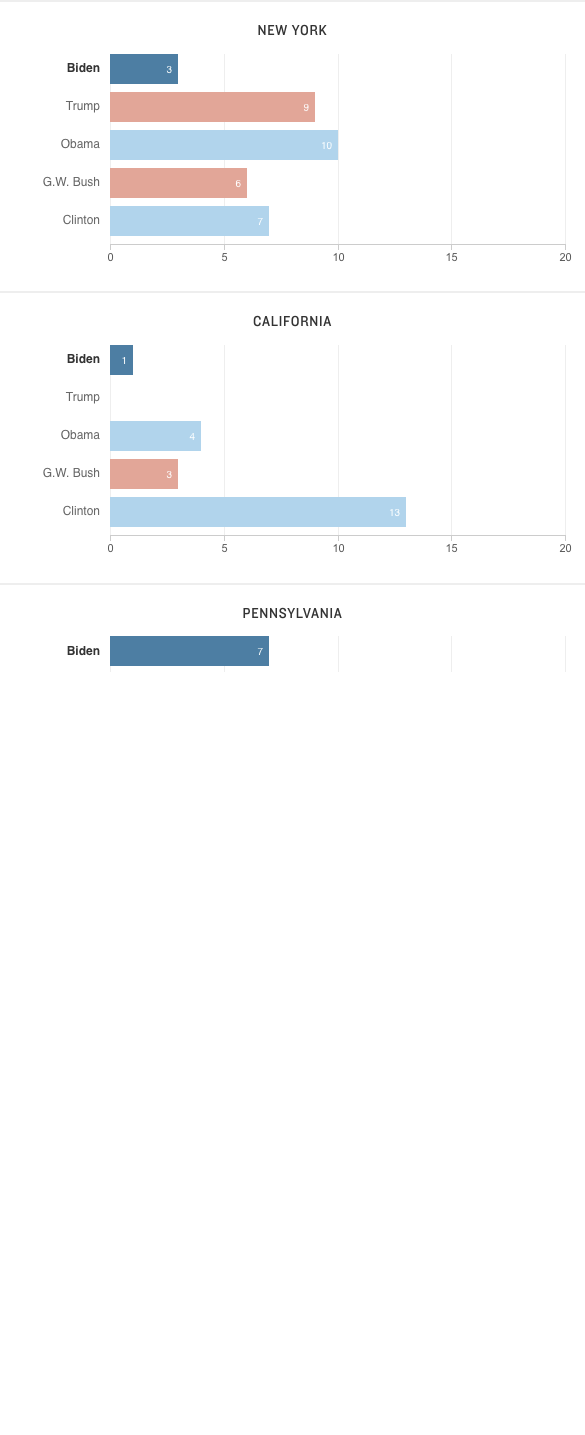 NEW YORK
Biden 3
Trump 9
Obama 10
G.W. Bush 6
Clinton 7
0 5 10 15 20
CALIFORNIA
Biden 1
Trump
Obama 4
G.W. Bush 3
Clinton 13
0 5 10 15 20
PENNSYLVANIA
Biden 7